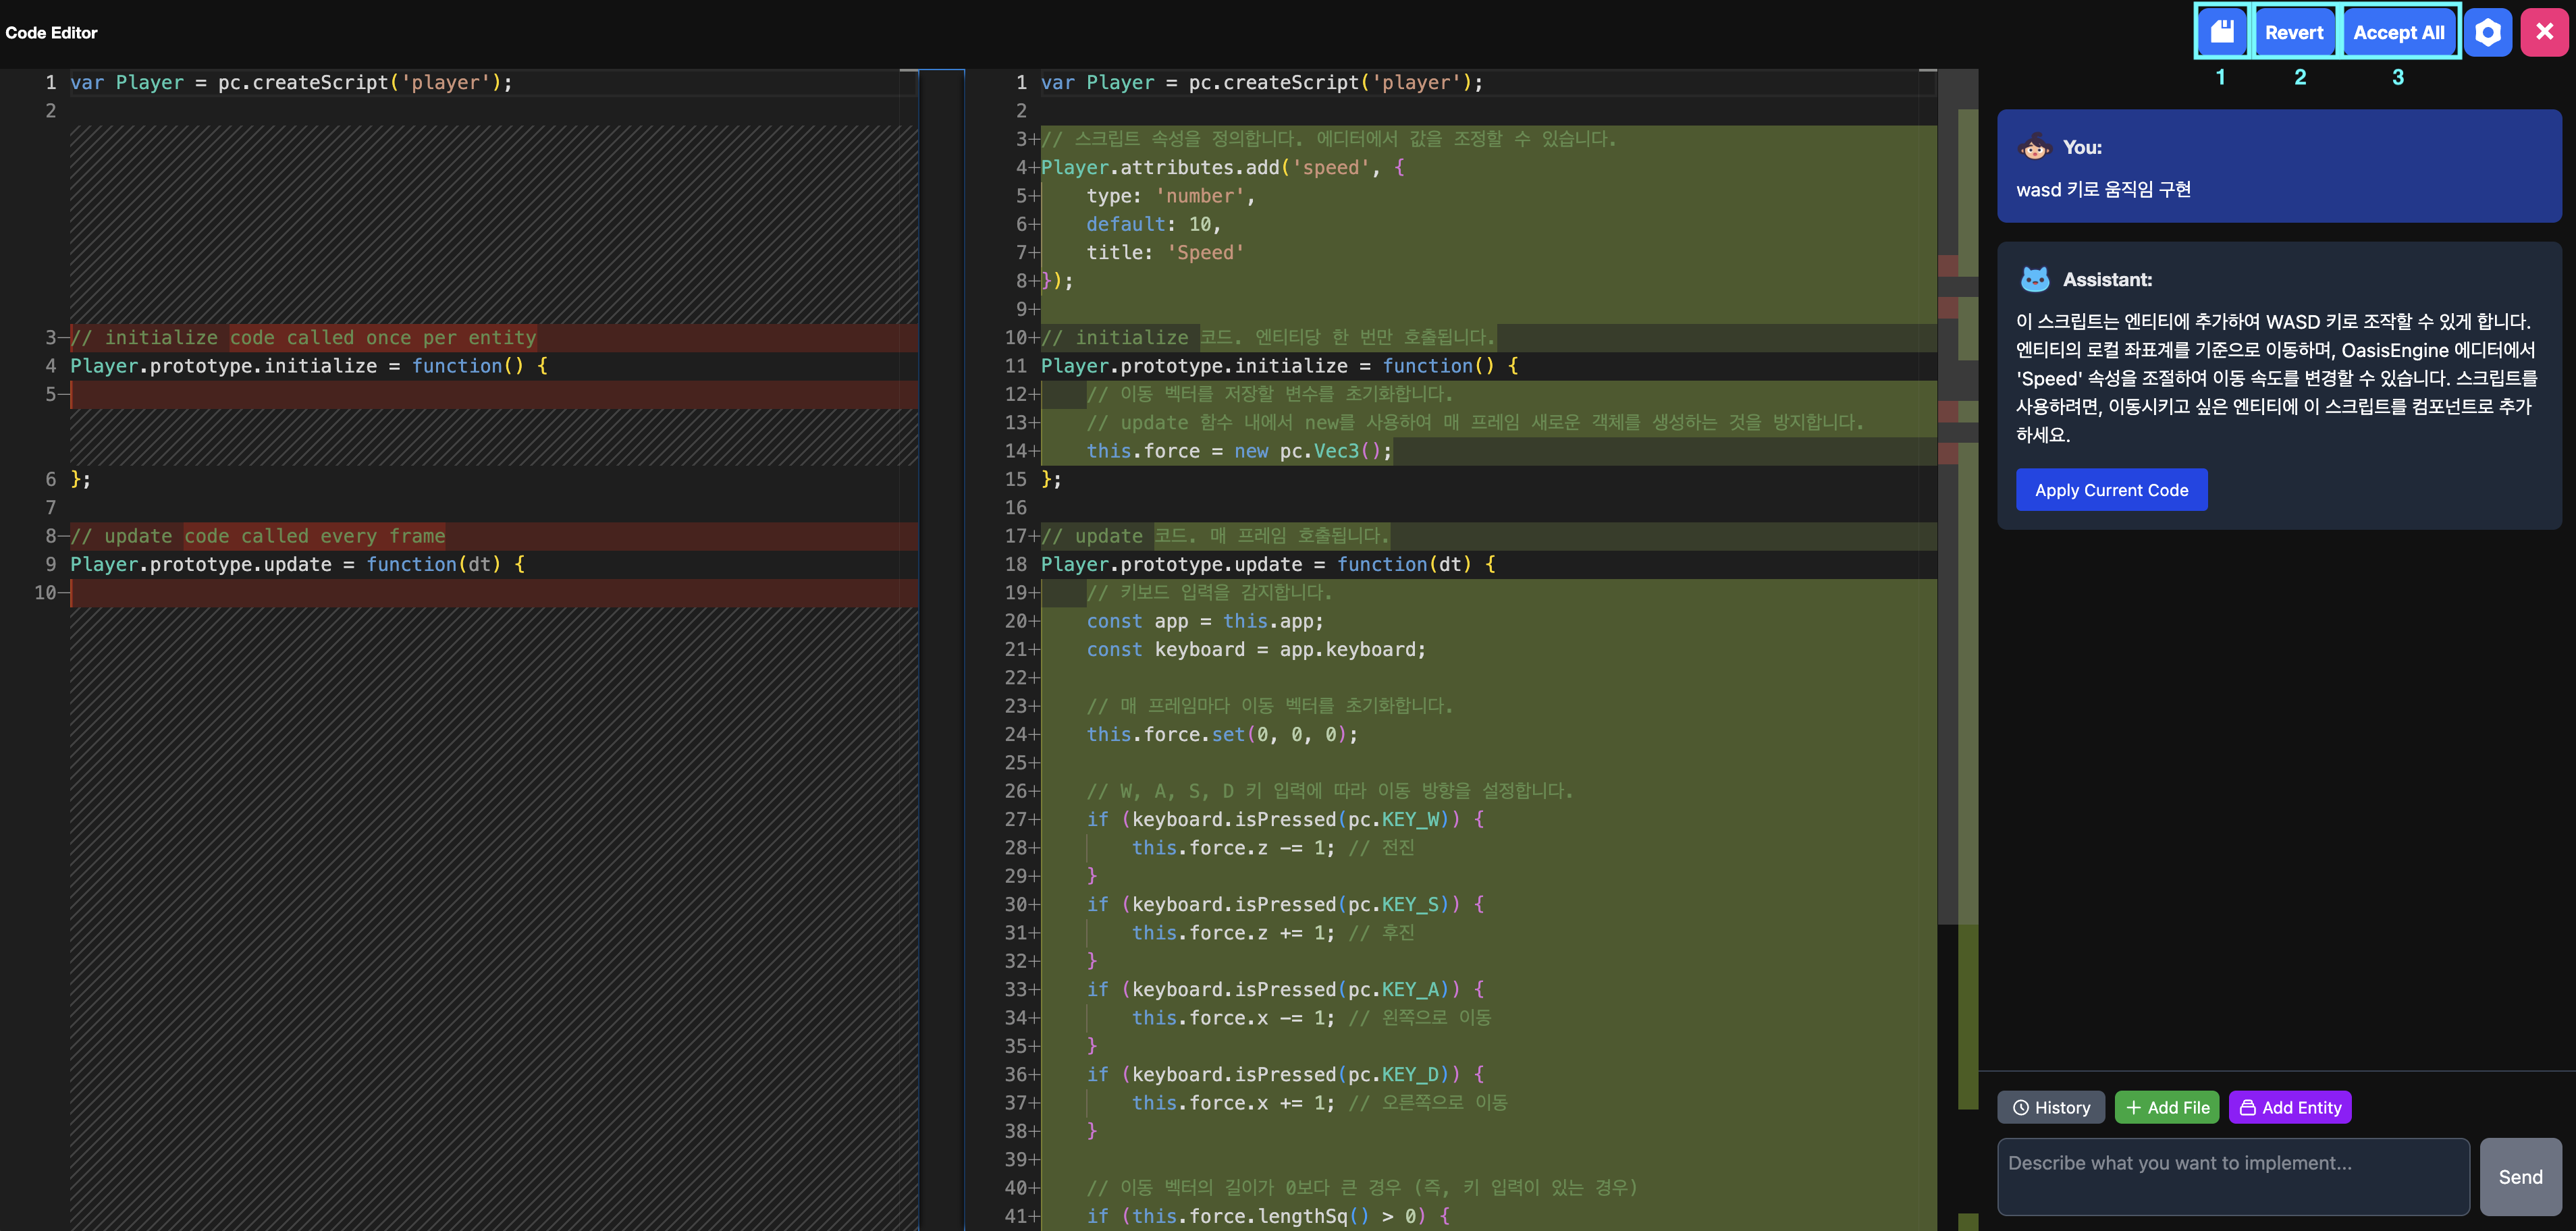 Code Editor
Revert
Accept All
1
2
3
1 var Player = pc.createScript('player');
2
3— // initialize code called once per entity
4 Player.prototype.initialize = function() {
5—
6 };
7
8— // update code called every frame
9 Player.prototype.update = function(dt) {
10—
1 var Player = pc.createScript('player');
2
3+ // 스크립트 속성을 정의합니다. 에디터에서 값을 조정할 수 있습니다.
4+ Player.attributes.add('speed', {
5+ type: 'number',
6+ default: 10,
7+ title: 'Speed'
8+ });
9+
10+ // initialize 코드. 엔티티당 한 번만 호출됩니다.
11 Player.prototype.initialize = function() {
12+ // 이동 벡터를 저장할 변수를 초기화합니다.
13+ // update 함수 내에서 new를 사용하여 매 프레임 새로운 객체를 생성하는 것을 방지합니다.
14+ this.force = new pc.Vec3();
15 };
16
17+ // update 코드. 매 프레임 호출됩니다.
18 Player.prototype.update = function(dt) {
19+ // 키보드 입력을 감지합니다.
20+ const app = this.app;
21+ const keyboard = app.keyboard;
22+
23+ // 매 프레임마다 이동 벡터를 초기화합니다.
24+ this.force.set(0, 0, 0);
25+
26+ // W, A, S, D 키 입력에 따라 이동 방향을 설정합니다.
27+ if (keyboard.isPressed(pc.KEY_W)) {
28+ this.force.z -= 1; // 전진
29+ }
30+ if (keyboard.isPressed(pc.KEY_S)) {
31+ this.force.z += 1; // 후진
32+ }
33+ if (keyboard.isPressed(pc.KEY_A)) {
34+ this.force.x -= 1; // 왼쪽으로 이동
35+ }
36+ if (keyboard.isPressed(pc.KEY_D)) {
37+ this.force.x += 1; // 오른쪽으로 이동
38+ }
39+
40+ // 이동 벡터의 길이가 0보다 큰 경우 (즉, 키 입력이 있는 경우)
41+ if (this.force.lengthSq() > 0) {
You:
wasd 키로 움직임 구현
Assistant:
이 스크립트는 엔티티에 추가하여 WASD 키로 조작할 수 있게 합니다.
엔티티의 로컬 좌표계를 기준으로 이동하며, OasisEngine 에디터에서
'Speed' 속성을 조절하여 이동 속도를 변경할 수 있습니다. 스크립트를
사용하려면, 이동시키고 싶은 엔티티에 이 스크립트를 컴포넌트로 추가
하세요.
Apply Current Code
History
Add File
Add Entity
Describe what you want to implement...
Send